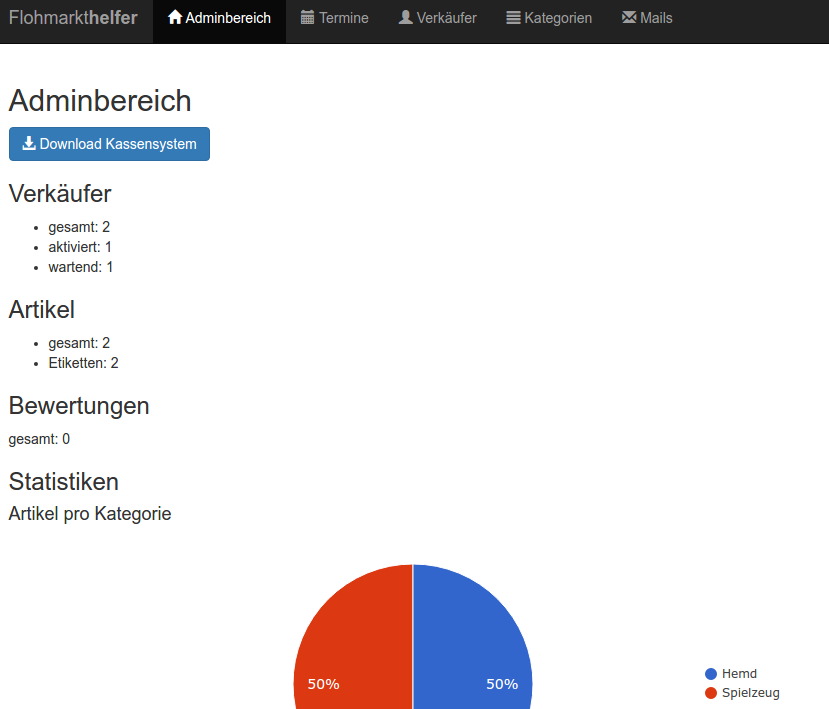 Flohmarkthelfer Adminbereich Termine Verkäufer Kategorien Mails
Adminbereich
Download Kassensystem
Verkäufer
• gesamt: 2
• aktiviert: 1
• wartend: 1
Artikel
• gesamt: 2
• Etiketten: 2
Bewertungen
gesamt: 0
Statistiken
Artikel pro Kategorie
50% 50%
Hemd
Spielzeug